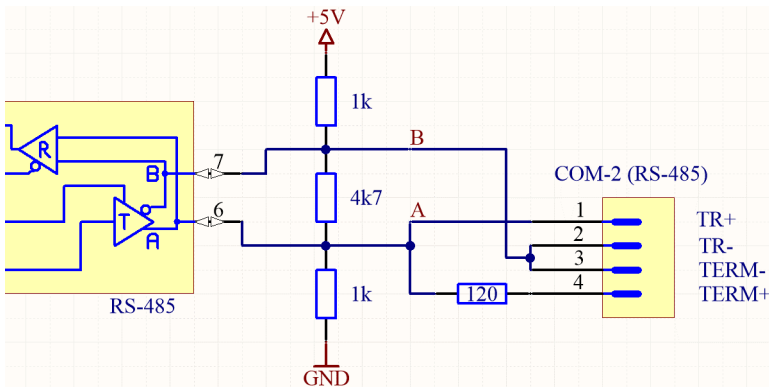 +5V
1k
B
COM-2 (RS-485)
R
7
B
4k7
6
A
1
TR+
T
A
2
TR-
3
TERM-
120
4
TERM+
1k
RS-485
GND